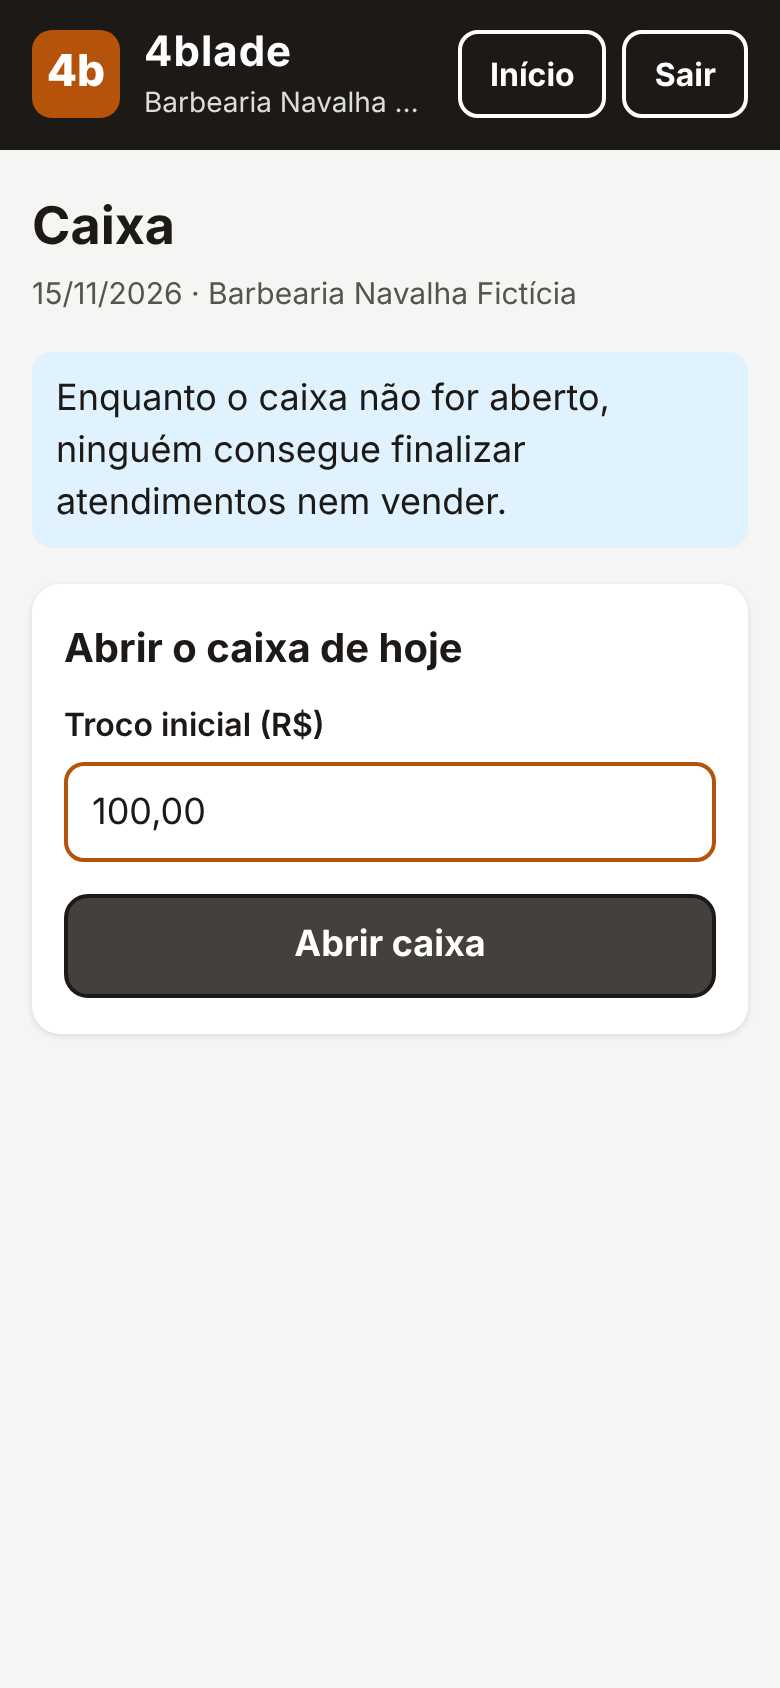 4b
4blade
Barbearia Navalha ...
Início
Sair
Caixa
15/11/2026 · Barbearia Navalha Fictícia
Enquanto o caixa não for aberto,
ninguém consegue finalizar
atendimentos nem vender.
Abrir o caixa de hoje
Troco inicial (R$)
100,00
Abrir caixa